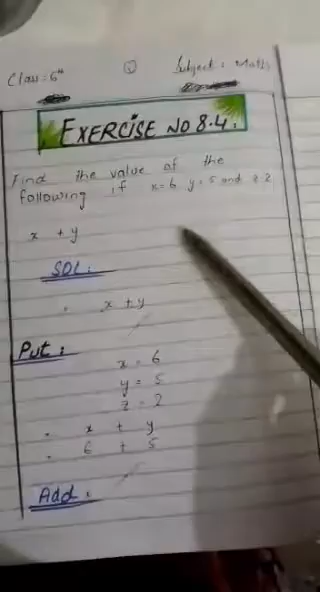 Class : 6th
Subject : Maths
EXERCISE NO 8.4.
Find the value of the
following if x=6 y=5 and z=2
x + y
SOL:
x + y
Put:
x = 6
y = 5
z = 2
x + y
6 + 5
Add: